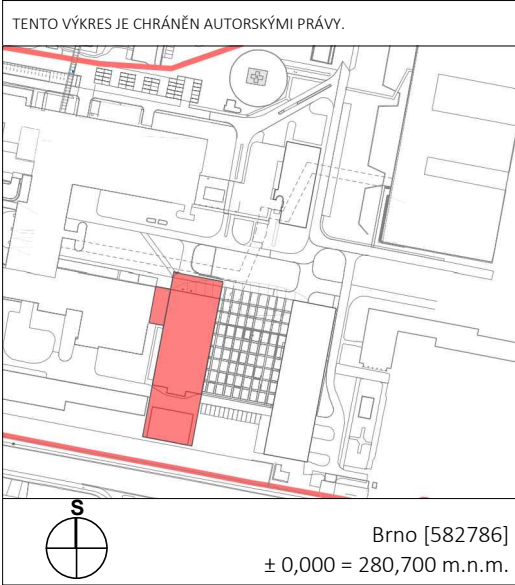 TENTO VÝKRES JE CHRÁNĚN AUTORSKÝMI PRÁVY.
S
Brno [582786]
± 0,000 = 280,700 m.n.m.